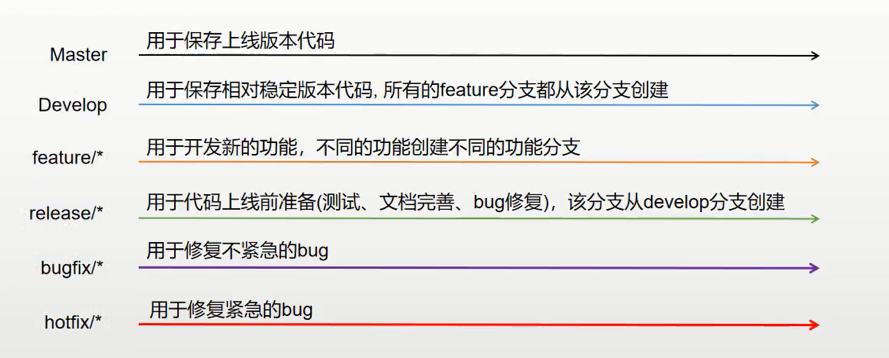 用于保存上线版本代码
Master
用于保存相对稳定版本代码, 所有的feature分支都从该分支创建
Develop
用于开发新的功能，不同的功能创建不同的功能分支
feature/*
用于代码上线前准备(测试、文档完善、bug修复)，该分支从develop分支创建
release/*
用于修复不紧急的bug
bugfix/*
用于修复紧急的bug
hotfix/*